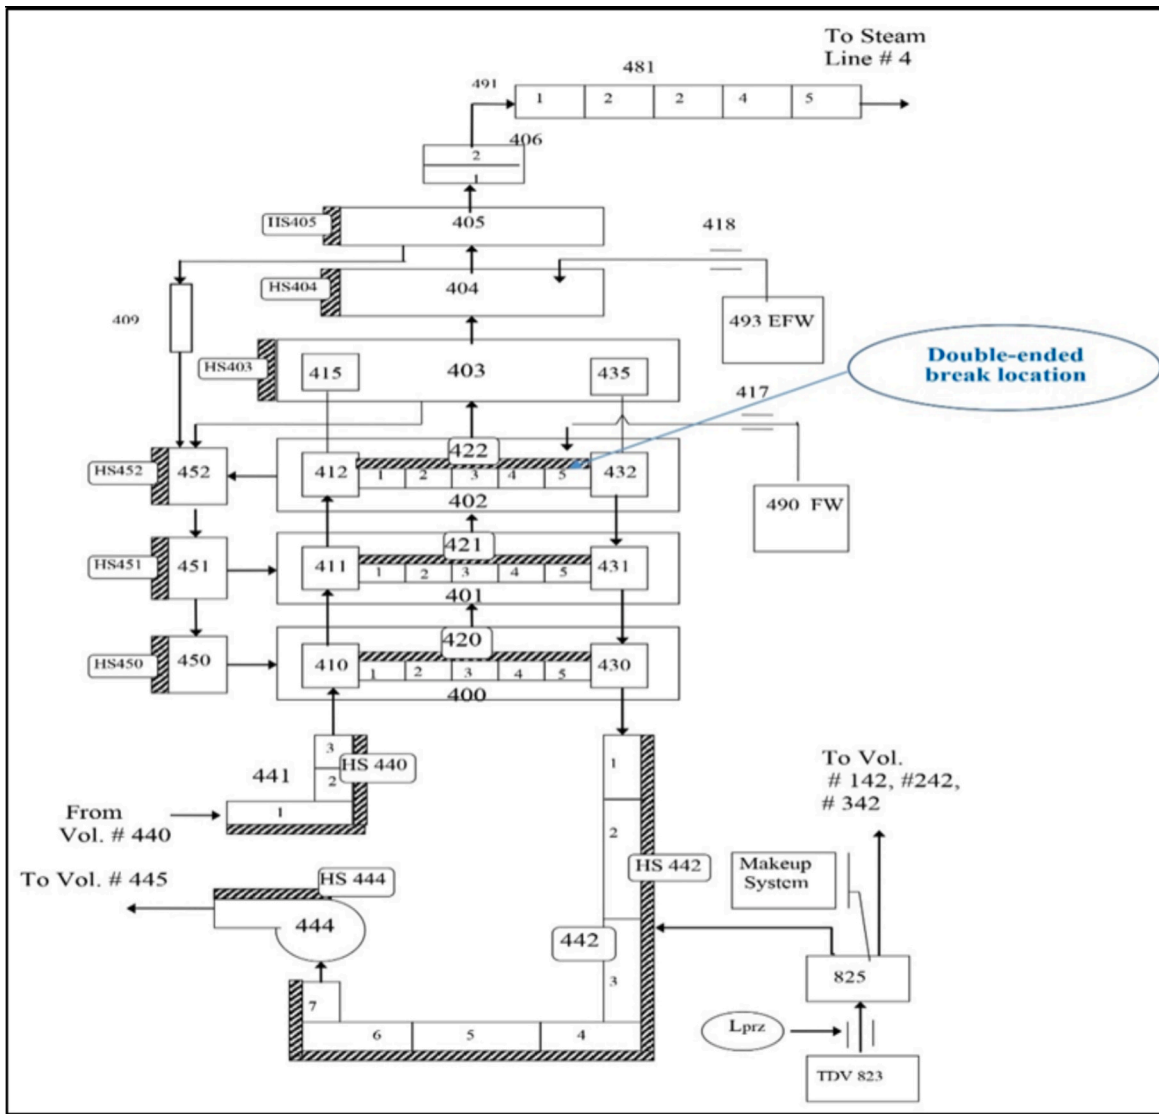 To Steam
Line # 4
481
491
1 2 2 4 5
406
2
1
IIS405
405
418
HS404
404
409
493 EFW
HS403
415
403
435
Double-ended
break location
417
422
HS452
452
412
432
1 2 3 4 5
402
490 FW
421
HS451
451
411
431
1 2 3 4 5
401
420
HS450
450
410
430
1 2 3 4 5
400
3
HS 440
441
2
1
From
Vol. # 440
1
2
HS 442
442
3
To Vol.
# 142, #242,
# 342
Makeup
System
To Vol. # 445
HS 444
444
825
7
6 5 4
Lprz
TDV 823